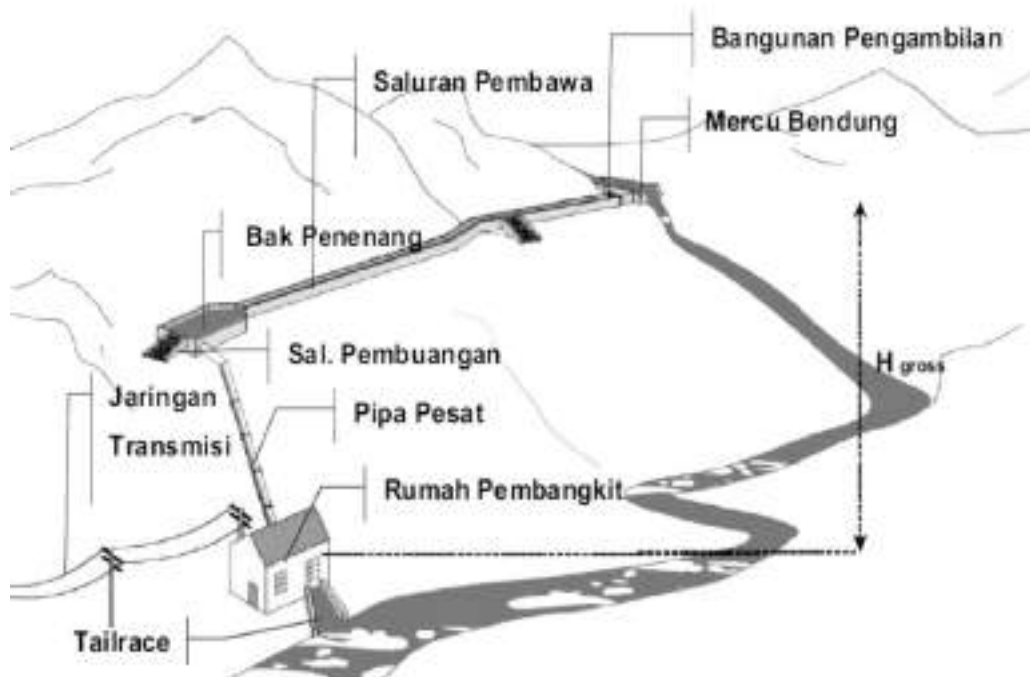 Bangunan Pengambilan
Saluran Pembawa
Mercu Bendung
Bak Penenang
Sal. Pembuangan
H gross
Jaringan
Transmisi
Pipa Pesat
Rumah Pembangkit
Tailrace